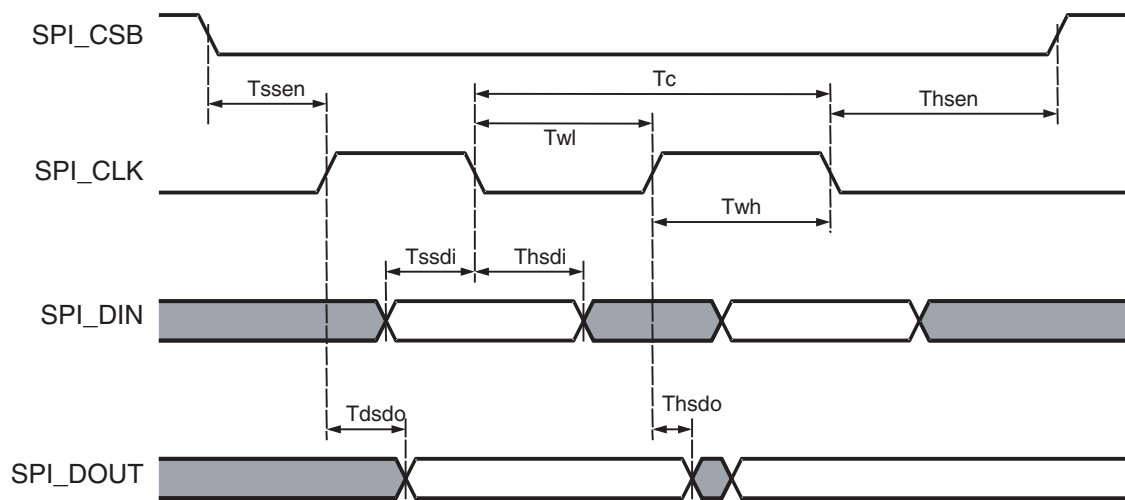 SPI_CSB
Tssen
Tc
Thsen
Twl
SPI_CLK
Twh
Tssdi
Thsdi
SPI_DIN
Tdsdo
Thsdo
SPI_DOUT